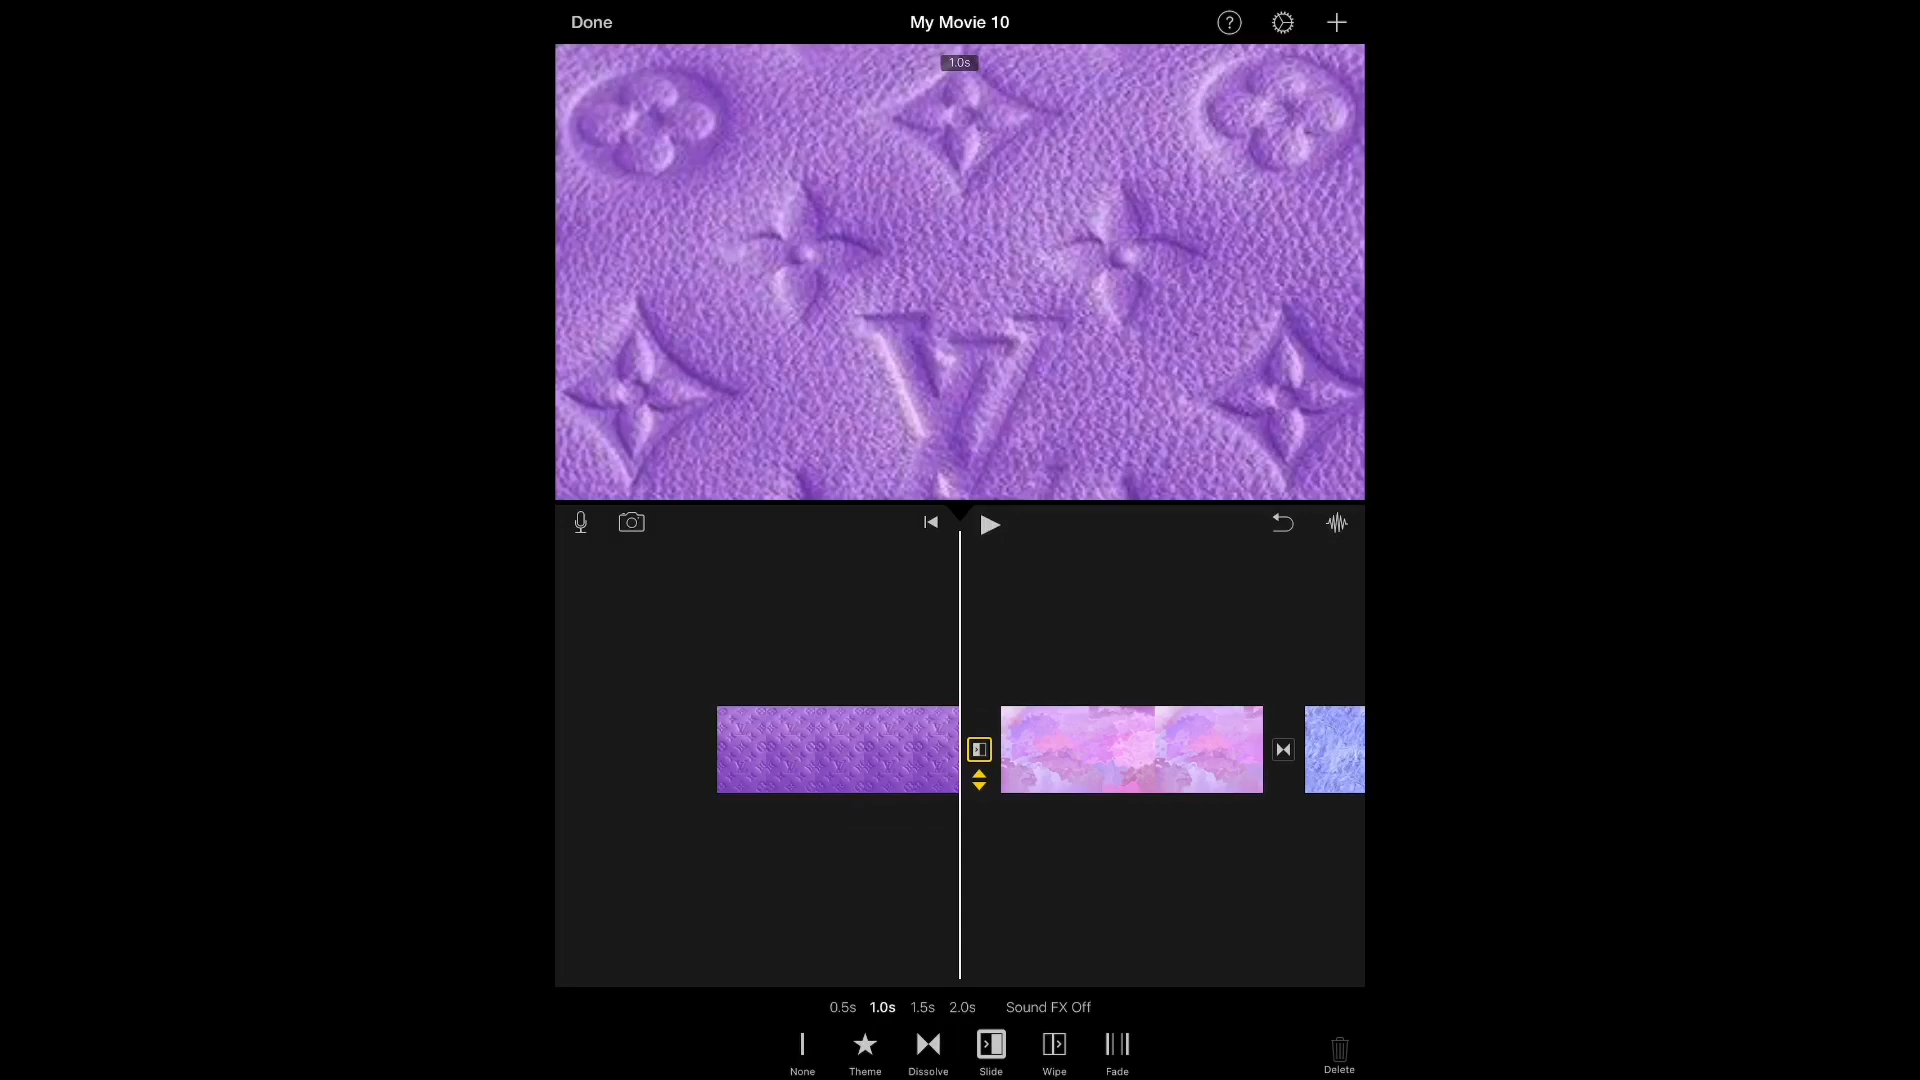 Done
My Movie 10
1.0s
V
0.5s 1.0s 1.5s 2.0s Sound FX Off
None Theme Dissolve Slide Wipe Fade Delete